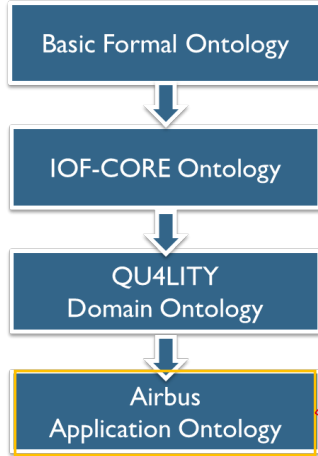 Basic Formal Ontology
IOF-CORE Ontology
QU4LITY
Domain Ontology
Airbus
Application Ontology